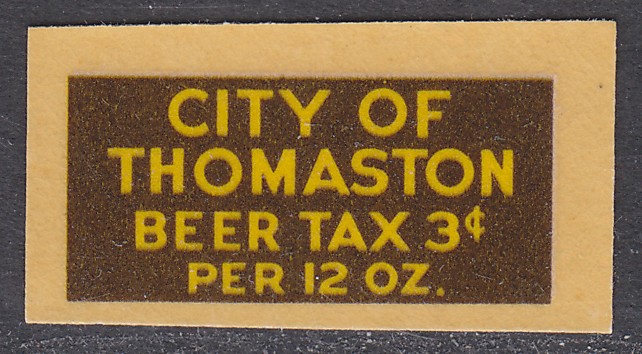 CITY OF
THOMASTON
BEER TAX 3¢
PER 12 OZ.